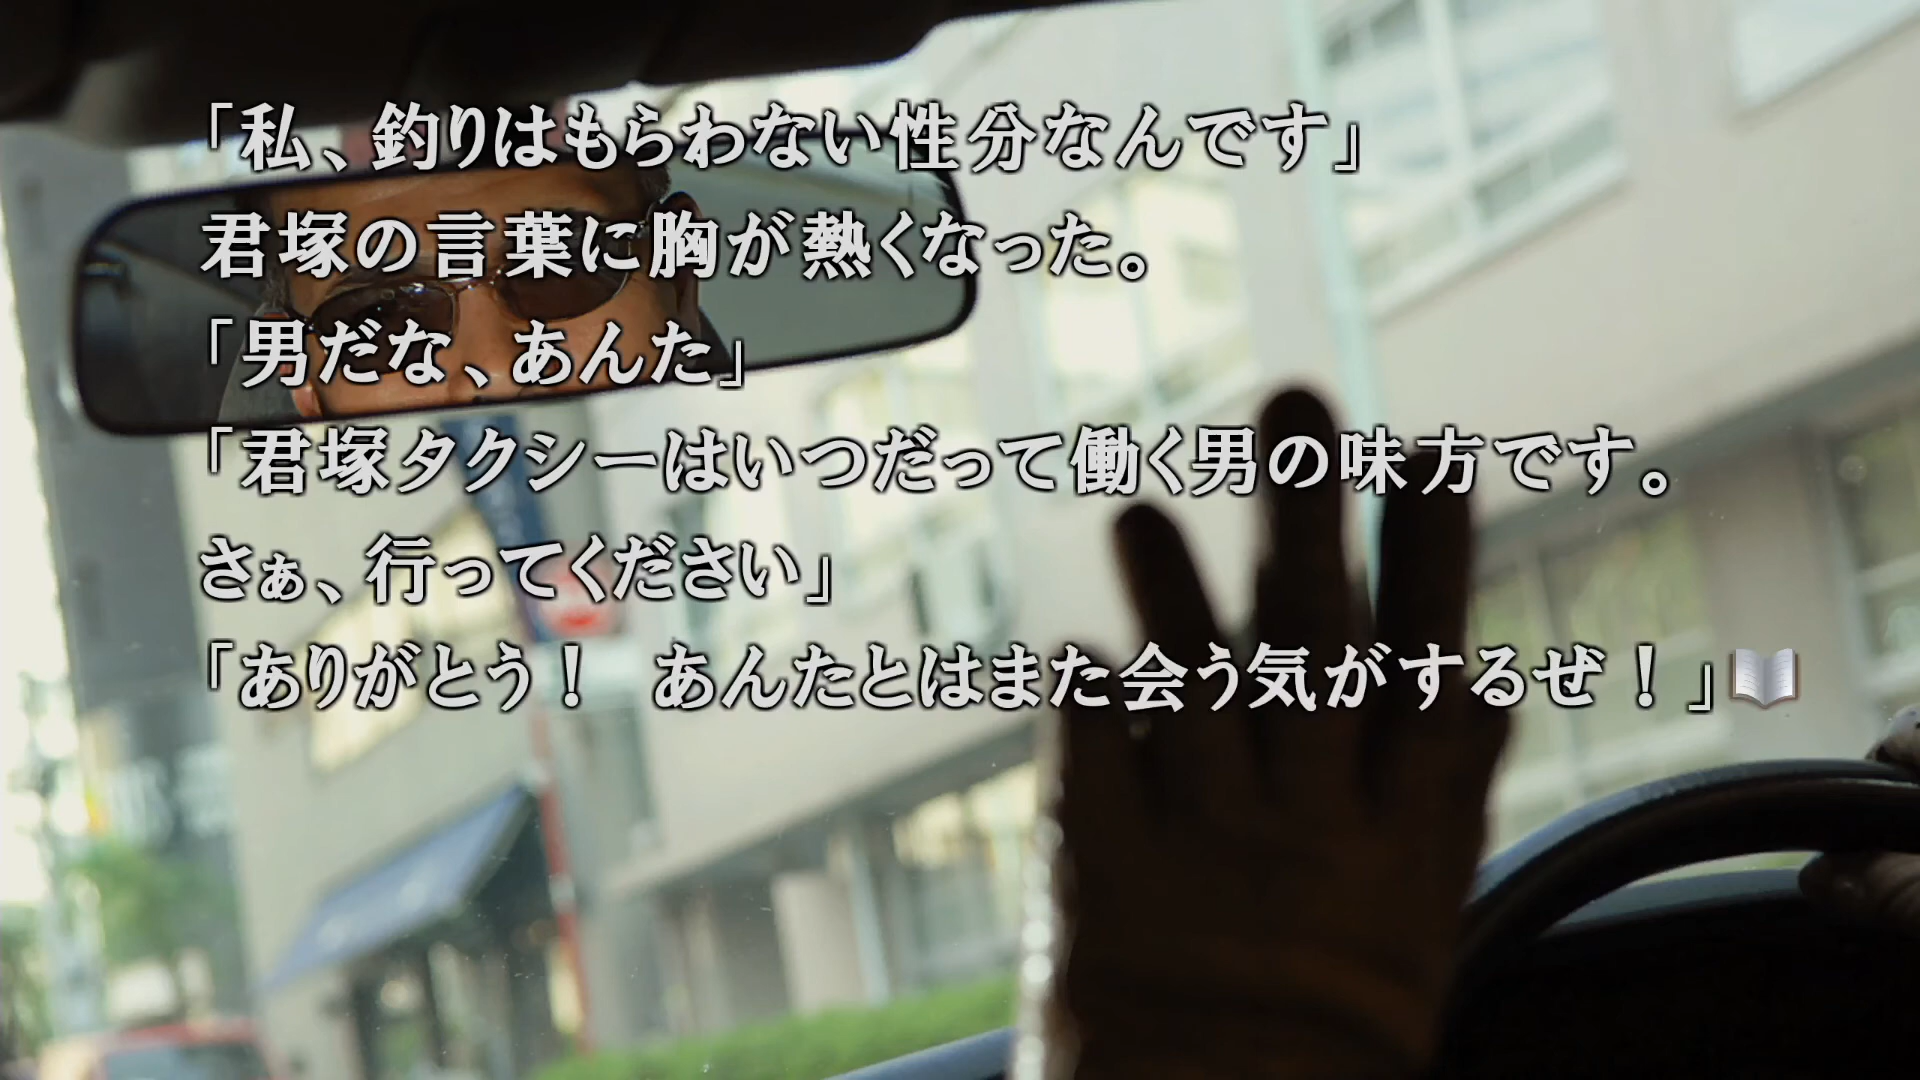 「私、釣りはもらわない性分なんです」
君塚の言葉に胸が熱くなった。
「男だな、あんた」
「君塚タクシーはいつだって働く男の味方です。
さぁ、行ってください」
「ありがとう！　あんたとはまた会う気がするぜ！」